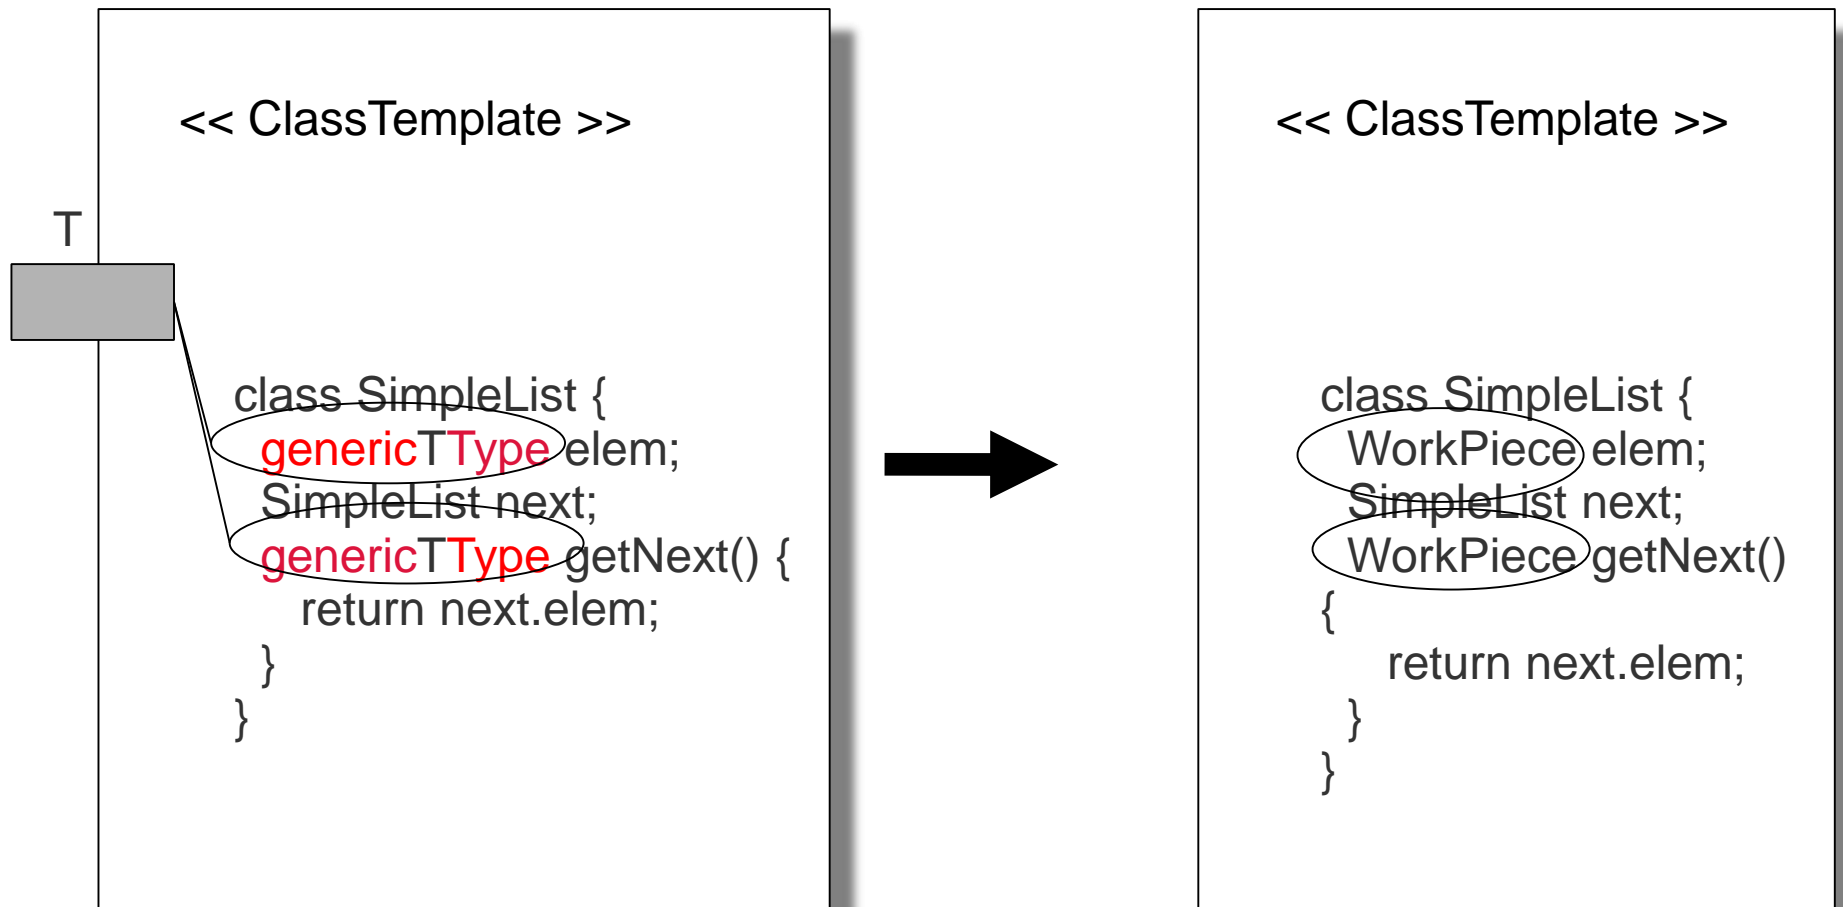 << ClassTemplate >>
T
class SimpleList {
genericTType elem;
SimpleList next;
genericTType getNext() {
return next.elem;
}
}
<< ClassTemplate >>
class SimpleList {
WorkPiece elem;
SimpleList next;
WorkPiece getNext()
{
return next.elem;
}
}